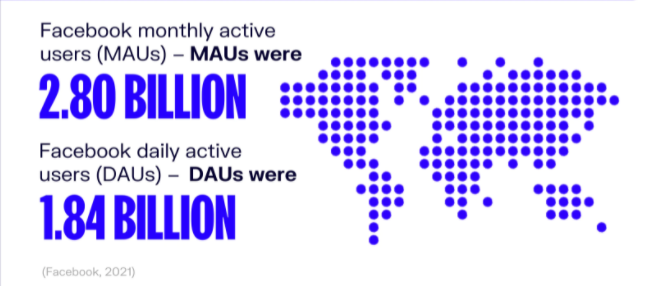 Facebook monthly active
users (MAUs) – MAUs were
2.80 BILLION
Facebook daily active
users (DAUs) – DAUs were
1.84 BILLION
(Facebook, 2021)